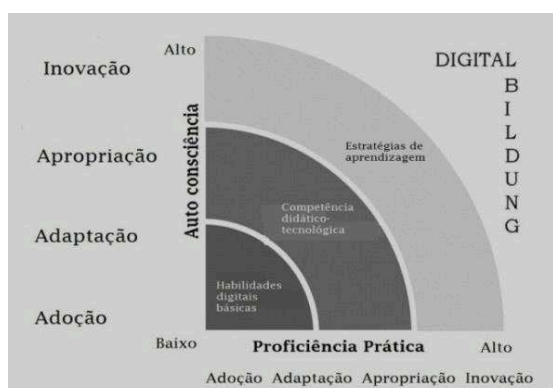 Inovação
Apropriação
Adaptação
Adoção
Alto
Auto consciência
Baixo
DIGITAL
B
I
L
D
U
N
G
Estratégias de
aprendizagem
Competência
didático-
tecnológica
Habilidades
digitais
básicas
Proficiência Prática
Alto
Adoção Adaptação Apropriação Inovação